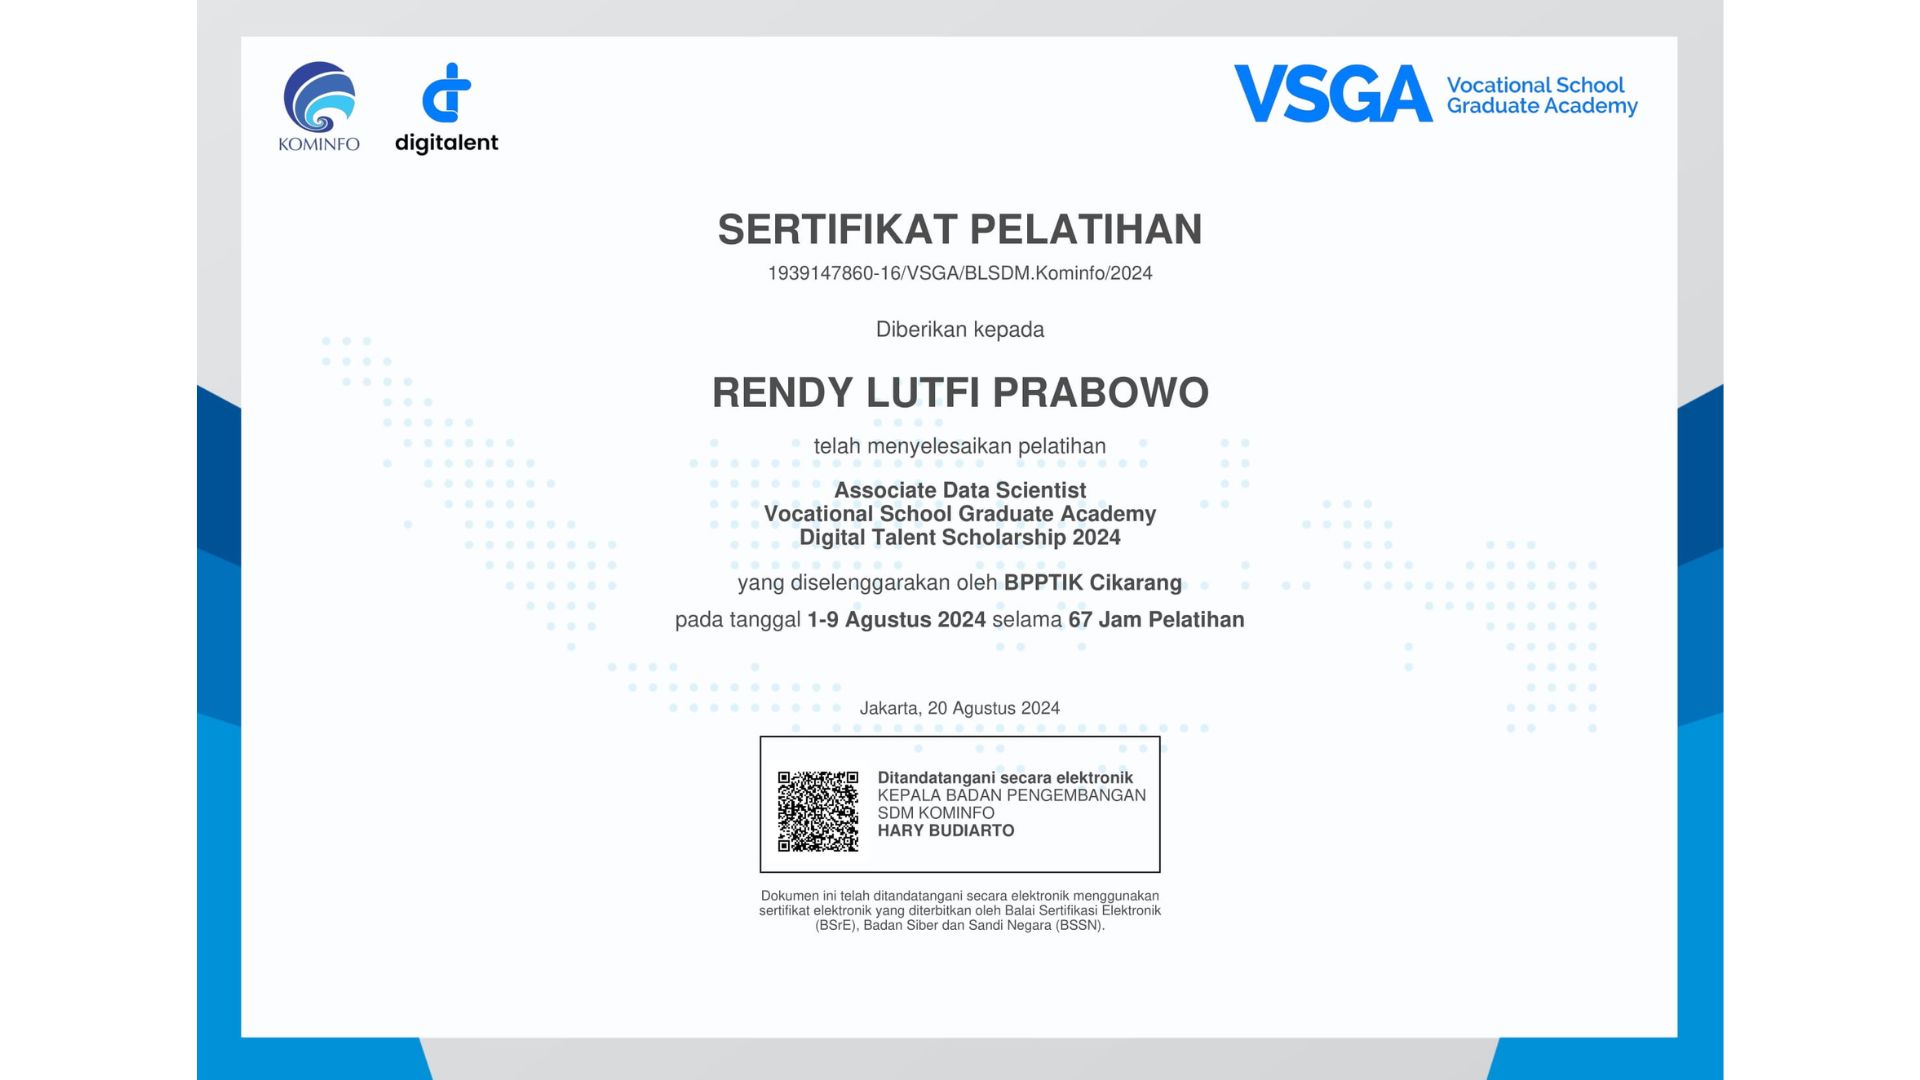 KOMINFO
digitalent
VSGA
Vocational School
Graduate Academy
SERTIFIKAT PELATIHAN
1939147860-16/VSGA/BLSDM.Kominfo/2024
Diberikan kepada
RENDY LUTFI PRABOWO
telah menyelesaikan pelatihan
Associate Data Scientist
Vocational School Graduate Academy
Digital Talent Scholarship 2024
yang diselenggarakan oleh BPPTIK Cikarang
pada tanggal 1-9 Agustus 2024 selama 67 Jam Pelatihan
Jakarta, 20 Agustus 2024
Ditandatangani secara elektronik
KEPALA BADAN PENGEMBANGAN
SDM KOMINFO
HARY BUDIARTO
Dokumen ini telah ditandatangani secara elektronik menggunakan
sertifikat elektronik yang diterbitkan oleh Balai Sertifikasi Elektronik
(BSrE), Badan Siber dan Sandi Negara (BSSN).